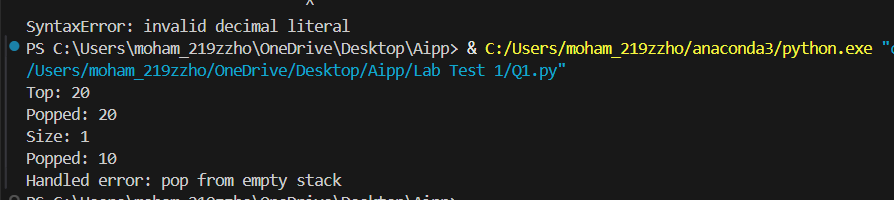 SyntaxError: invalid decimal literal
PS C:\Users\moham_219zzho\OneDrive\Desktop\Aipp> & C:/Users/moham_219zzho/anaconda3/python.exe "c
/Users/moham_219zzho/OneDrive/Desktop/Aipp/Lab Test 1/Q1.py"
Top: 20
Popped: 20
Size: 1
Popped: 10
Handled error: pop from empty stack
PS C:\Users\moham_219zzho\OneDrive\Desktop\Aipp>